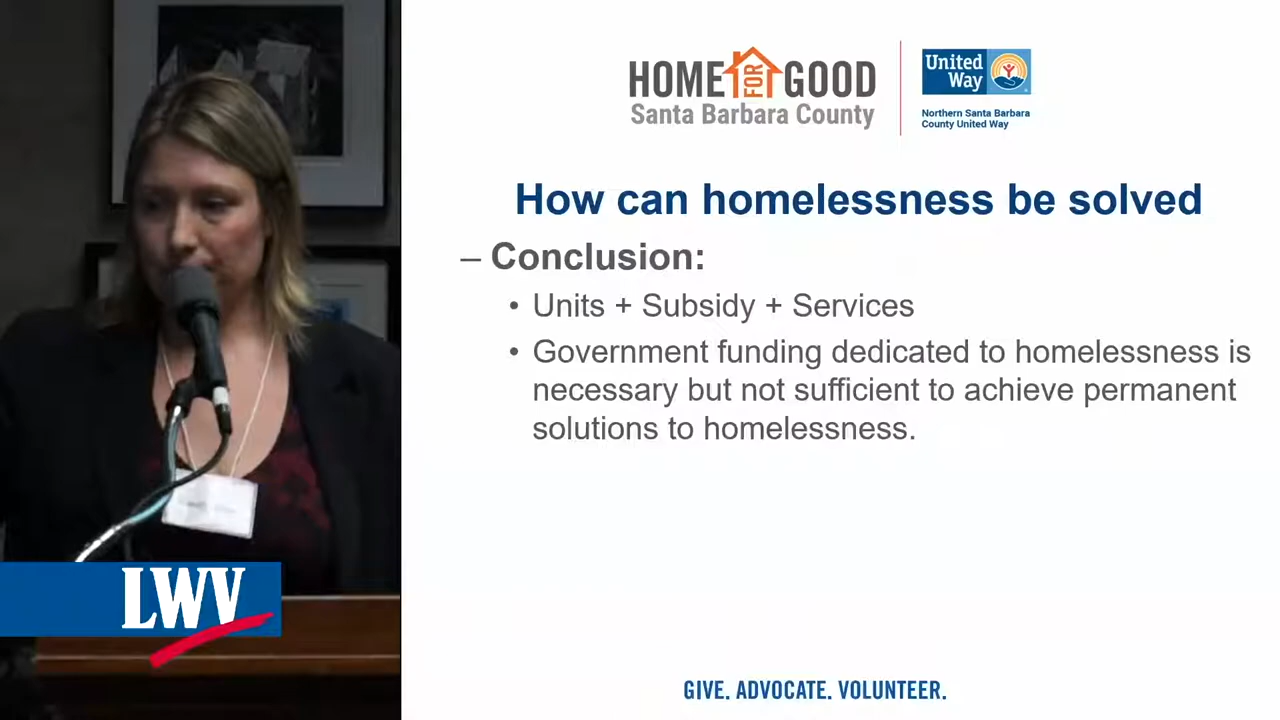 HOME FOR GOOD
Santa Barbara County
United
Way
Northern Santa Barbara
County United Way
How can homelessness be solved
– Conclusion:
• Units + Subsidy + Services
• Government funding dedicated to homelessness is
necessary but not sufficient to achieve permanent
solutions to homelessness.
LWV
GIVE. ADVOCATE. VOLUNTEER.